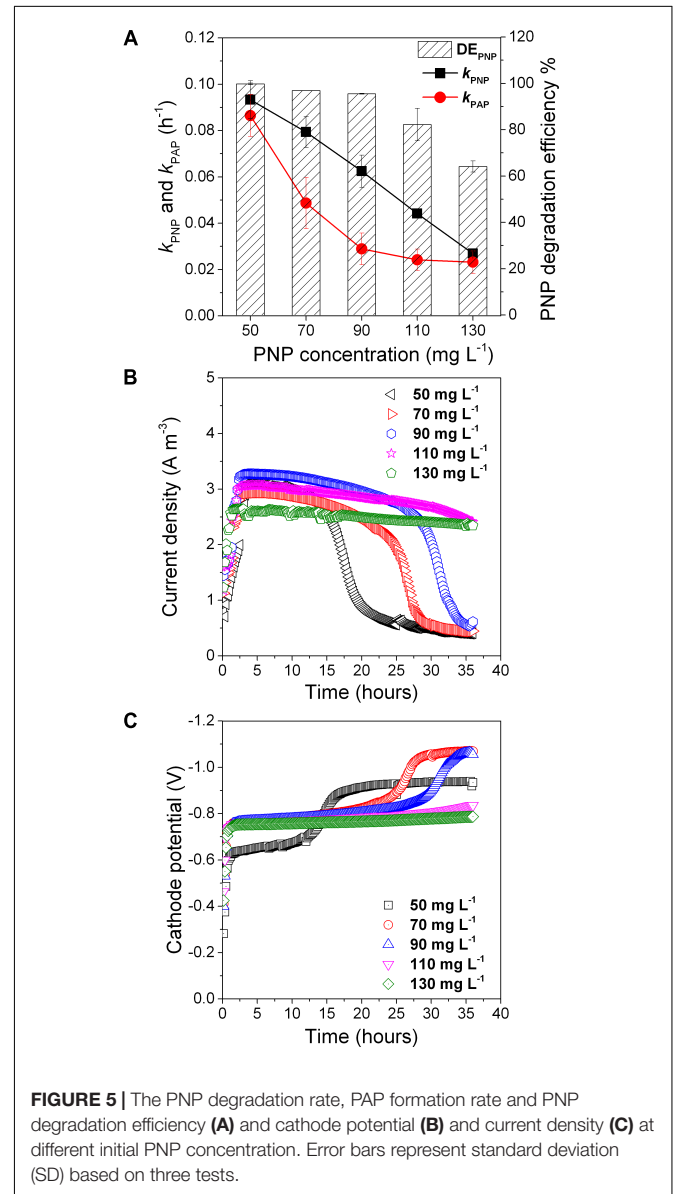 A
DE_PNP
k_PNP
k_PAP
k_PNP and k_PAP (h⁻¹)
0.12
0.10
0.08
0.06
0.04
0.02
0.00
120
100
80
60
40
20
0
PNP degradation efficiency %
50 70 90 110 130
PNP concentration (mg L⁻¹)
B
50 mg L⁻¹
70 mg L⁻¹
90 mg L⁻¹
110 mg L⁻¹
130 mg L⁻¹
Current density (A m⁻³)
5
4
3
2
1
0
0 5 10 15 20 25 30 35 40
Time (hours)
C
Cathode potential (V)
-1.2
-1.0
-0.8
-0.6
-0.4
-0.2
0.0
50 mg L⁻¹
70 mg L⁻¹
90 mg L⁻¹
110 mg L⁻¹
130 mg L⁻¹
0 5 10 15 20 25 30 35 40
Time (hours)
FIGURE 5 | The PNP degradation rate, PAP formation rate and PNP
degradation efficiency (A) and cathode potential (B) and current density (C) at
different initial PNP concentration. Error bars represent standard deviation
(SD) based on three tests.